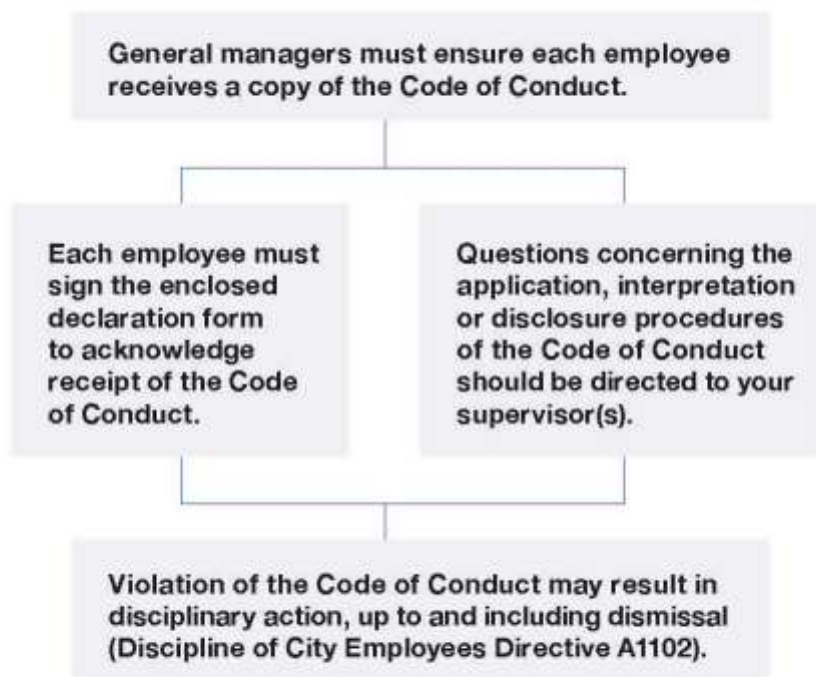 General managers must ensure each employee
receives a copy of the Code of Conduct.
Each employee must
sign the enclosed
declaration form
to acknowledge
receipt of the Code
of Conduct.
Questions concerning the
application, interpretation
or disclosure procedures
of the Code of Conduct
should be directed to your
supervisor(s).
Violation of the Code of Conduct may result in
disciplinary action, up to and including dismissal
(Discipline of City Employees Directive A1102).